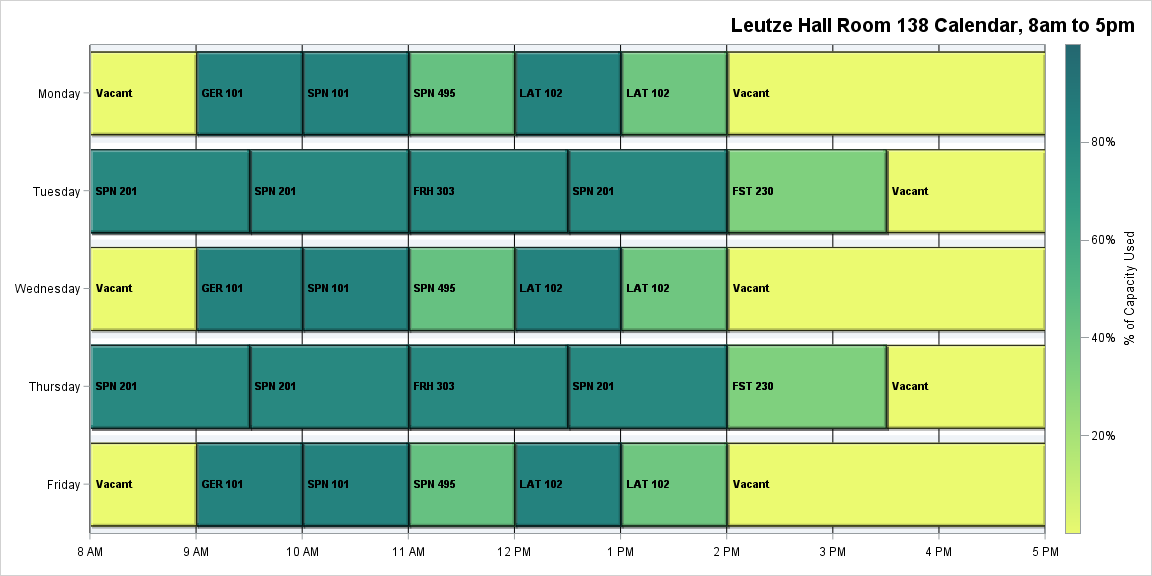 Leutze Hall Room 138 Calendar, 8am to 5pm
Monday
Vacant GER 101 SPN 101 SPN 495 LAT 102 LAT 102 Vacant
Tuesday
SPN 201 SPN 201 FRH 303 SPN 201 FST 230 Vacant
Wednesday
Vacant GER 101 SPN 101 SPN 495 LAT 102 LAT 102 Vacant
Thursday
SPN 201 SPN 201 FRH 303 SPN 201 FST 230 Vacant
Friday
Vacant GER 101 SPN 101 SPN 495 LAT 102 LAT 102 Vacant
8 AM 9 AM 10 AM 11 AM 12 PM 1 PM 2 PM 3 PM 4 PM 5 PM
80%
60%
40%
20%
% of Capacity Used